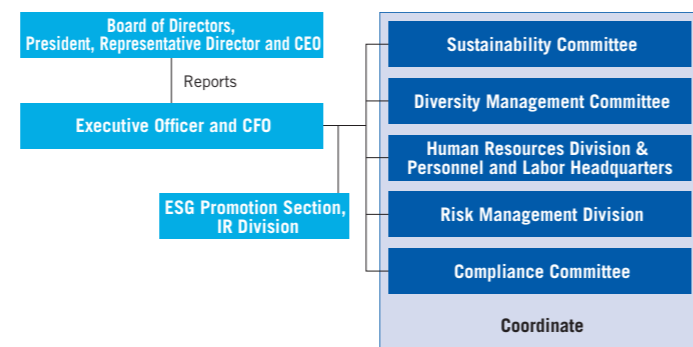 Board of Directors,
President, Representative Director and CEO
Reports
Executive Officer and CFO
ESG Promotion Section,
IR Division
Sustainability Committee
Diversity Management Committee
Human Resources Division &
Personnel and Labor Headquarters
Risk Management Division
Compliance Committee
Coordinate